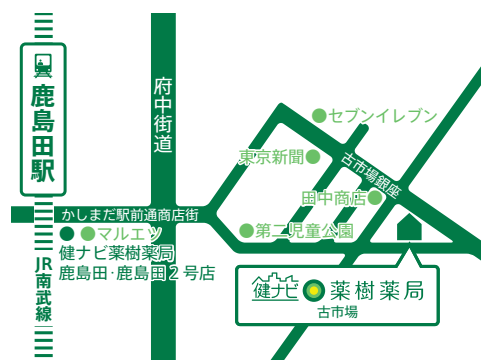 鹿島田駅
府中街道
セブンイレブン
東京新聞
古市場銀座
田中商店
かしまだ駅前通商店街
マルエツ
第二児童公園
健ナビ薬樹薬局
鹿島田・鹿島田2号店
JR南武線
健ナビ 薬樹薬局
古市場